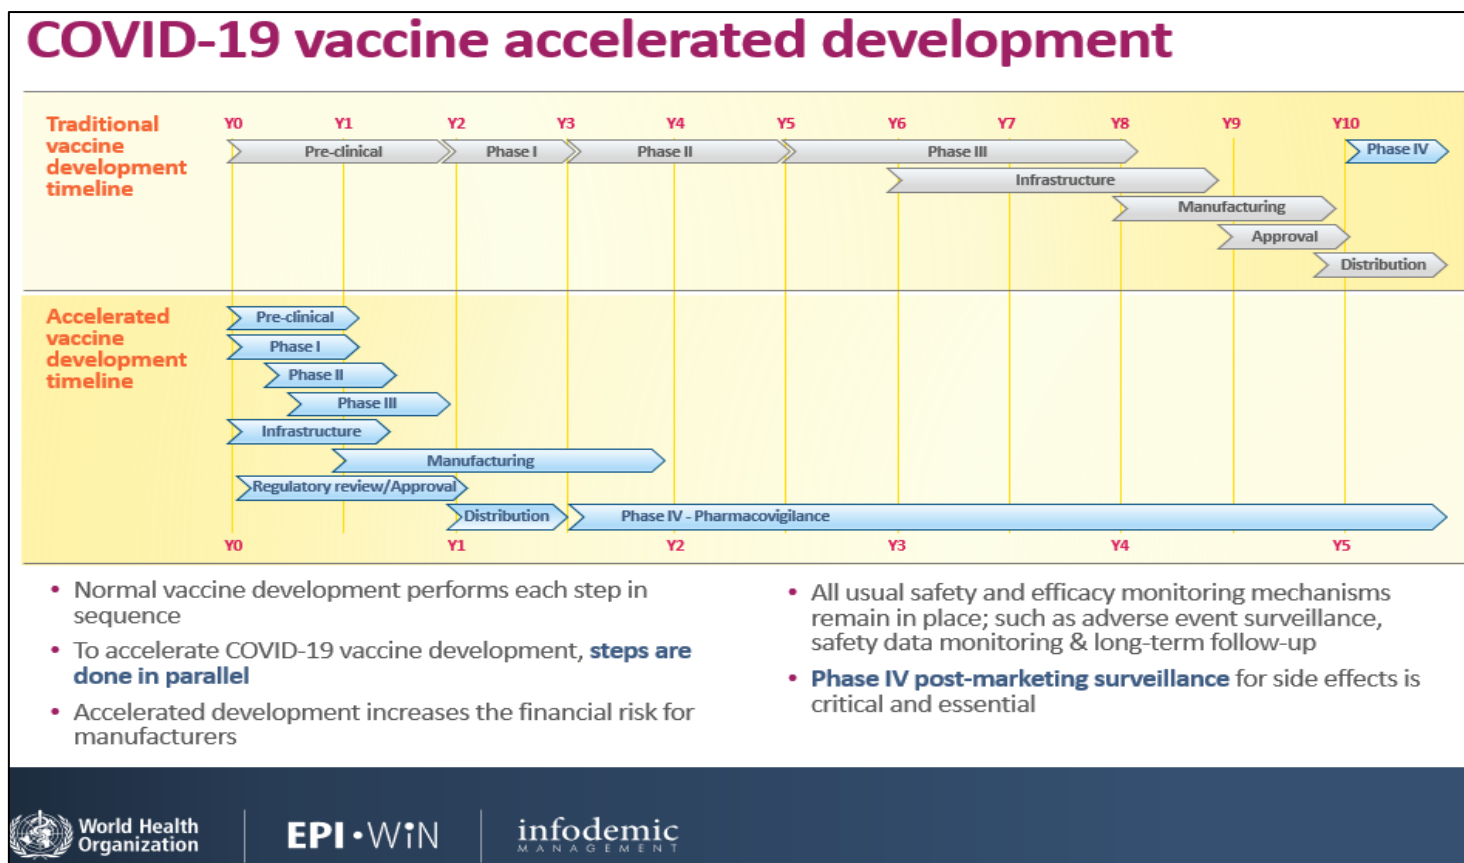 COVID-19 vaccine accelerated development
Traditional
vaccine
development
timeline
Y0 Y1 Y2 Y3 Y4 Y5 Y6 Y7 Y8 Y9 Y10
Pre-clinical Phase I Phase II Phase III Phase IV
Infrastructure
Manufacturing
Approval
Distribution
Accelerated
vaccine
development
timeline
Pre-clinical
Phase I
Phase II
Phase III
Infrastructure
Manufacturing
Regulatory review/Approval
Distribution Phase IV - Pharmacovigilance
Y0 Y1 Y2 Y3 Y4 Y5
• Normal vaccine development performs each step in
sequence
• To accelerate COVID-19 vaccine development, steps are
done in parallel
• Accelerated development increases the financial risk for
manufacturers
• All usual safety and efficacy monitoring mechanisms
remain in place; such as adverse event surveillance,
safety data monitoring & long-term follow-up
• Phase IV post-marketing surveillance for side effects is
critical and essential
World Health
Organization
EPI•WiN
infodemic
MANAGEMENT